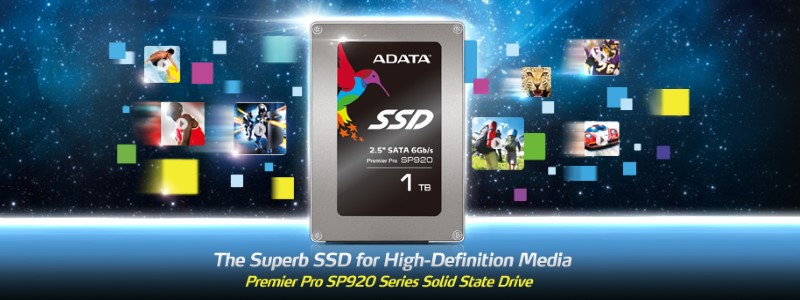 ADATA
SSD
2.5" SATA 6Gb/s
Premier Pro SP920
1 TB
The Superb SSD for High-Definition Media
Premier Pro SP920 Series Solid State Drive